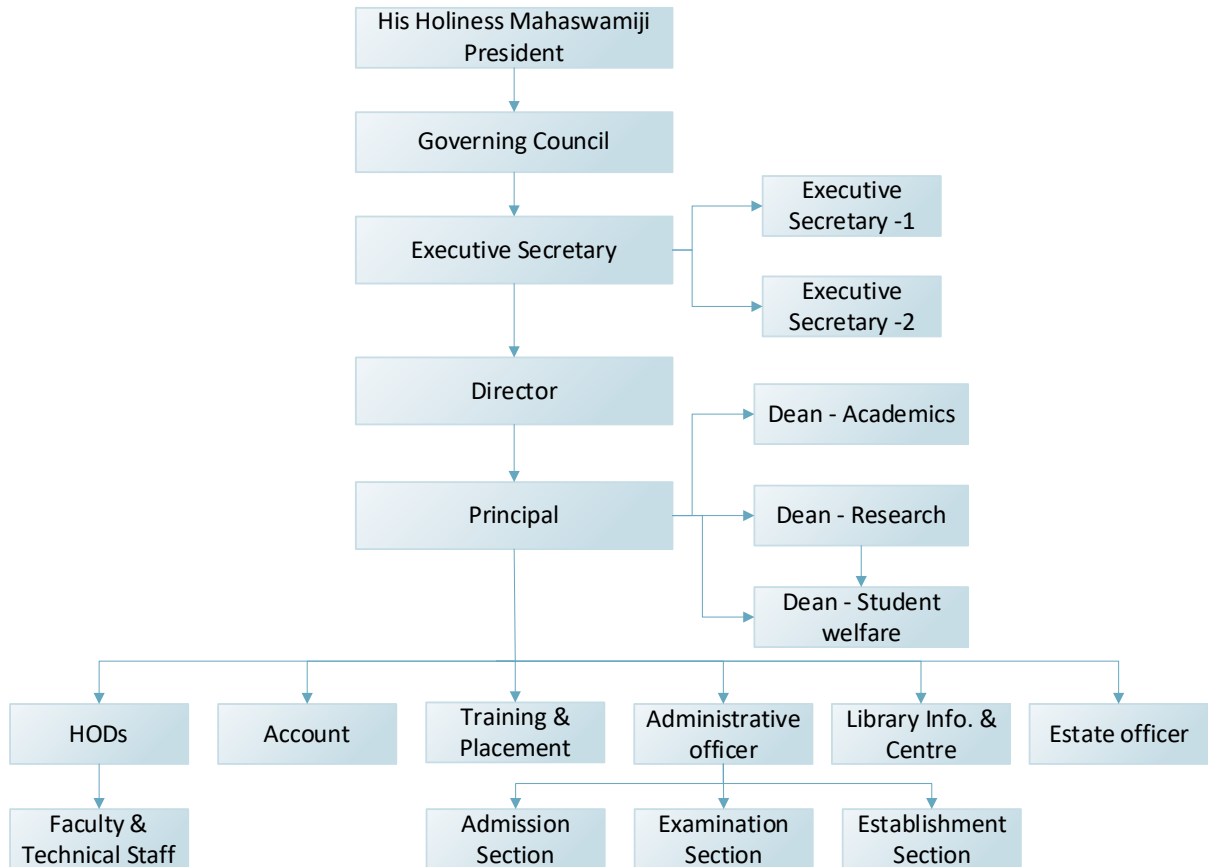 His Holiness Mahaswamiji
President
Governing Council
Executive
Secretary -1
Executive Secretary
Executive
Secretary -2
Director
Dean - Academics
Principal
Dean - Research
Dean - Student
welfare
HODs
Account
Training &
Placement
Administrative
officer
Library Info. &
Centre
Estate officer
Faculty &
Technical Staff
Admission
Section
Examination
Section
Establishment
Section